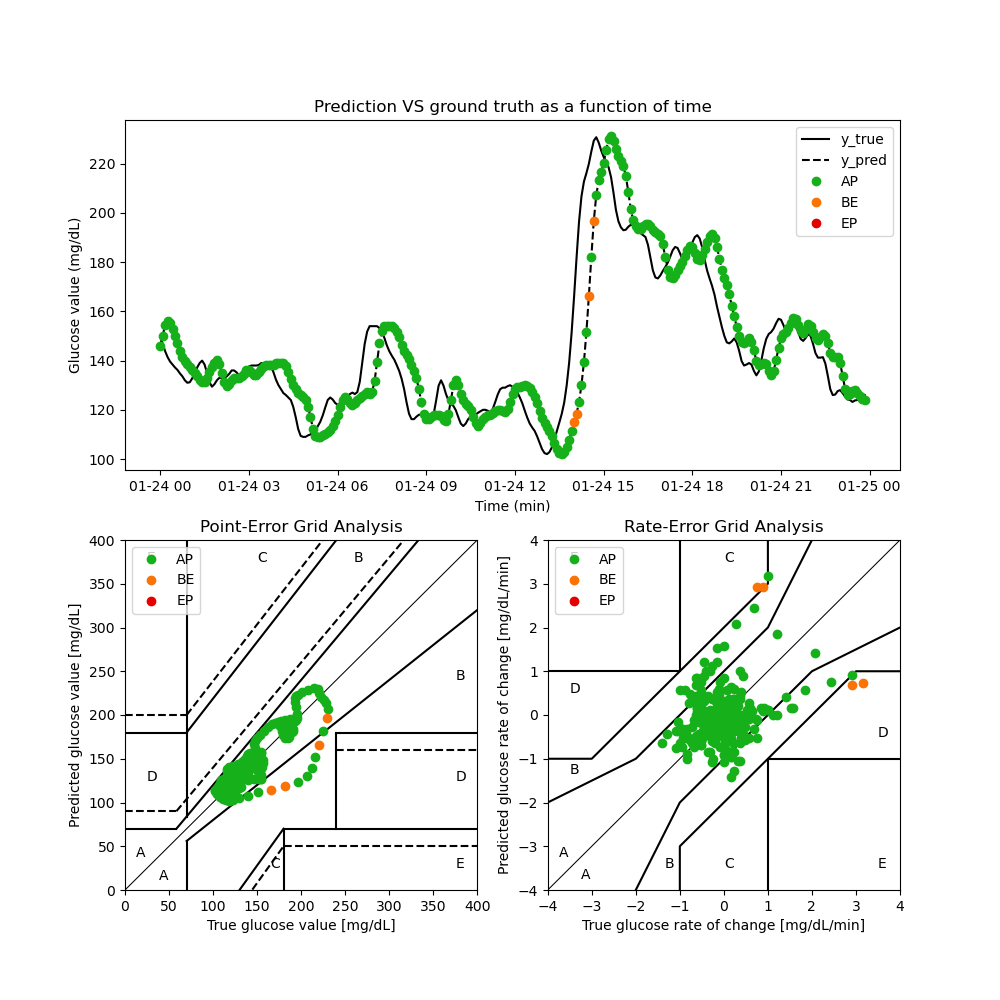 Prediction VS ground truth as a function of time
Glucose value (mg/dL)
220
200
180
160
140
120
100
y_true
y_pred
AP
BE
EP
01-24 00 01-24 03 01-24 06 01-24 09 01-24 12 01-24 15 01-24 18 01-24 21 01-25 00
Time (min)
Point-Error Grid Analysis
Predicted glucose value [mg/dL]
400
350
300
250
200
150
100
50
0
AP
BE
EP
C
B
B
D
D
A
A
C
E
0 50 100 150 200 250 300 350 400
True glucose value [mg/dL]
Rate-Error Grid Analysis
Predicted glucose rate of change [mg/dL/min]
4
3
2
1
0
−1
−2
−3
−4
AP
BE
EP
C
D
D
B
A
A
B
C
E
−4 −3 −2 −1 0 1 2 3 4
True glucose rate of change [mg/dL/min]